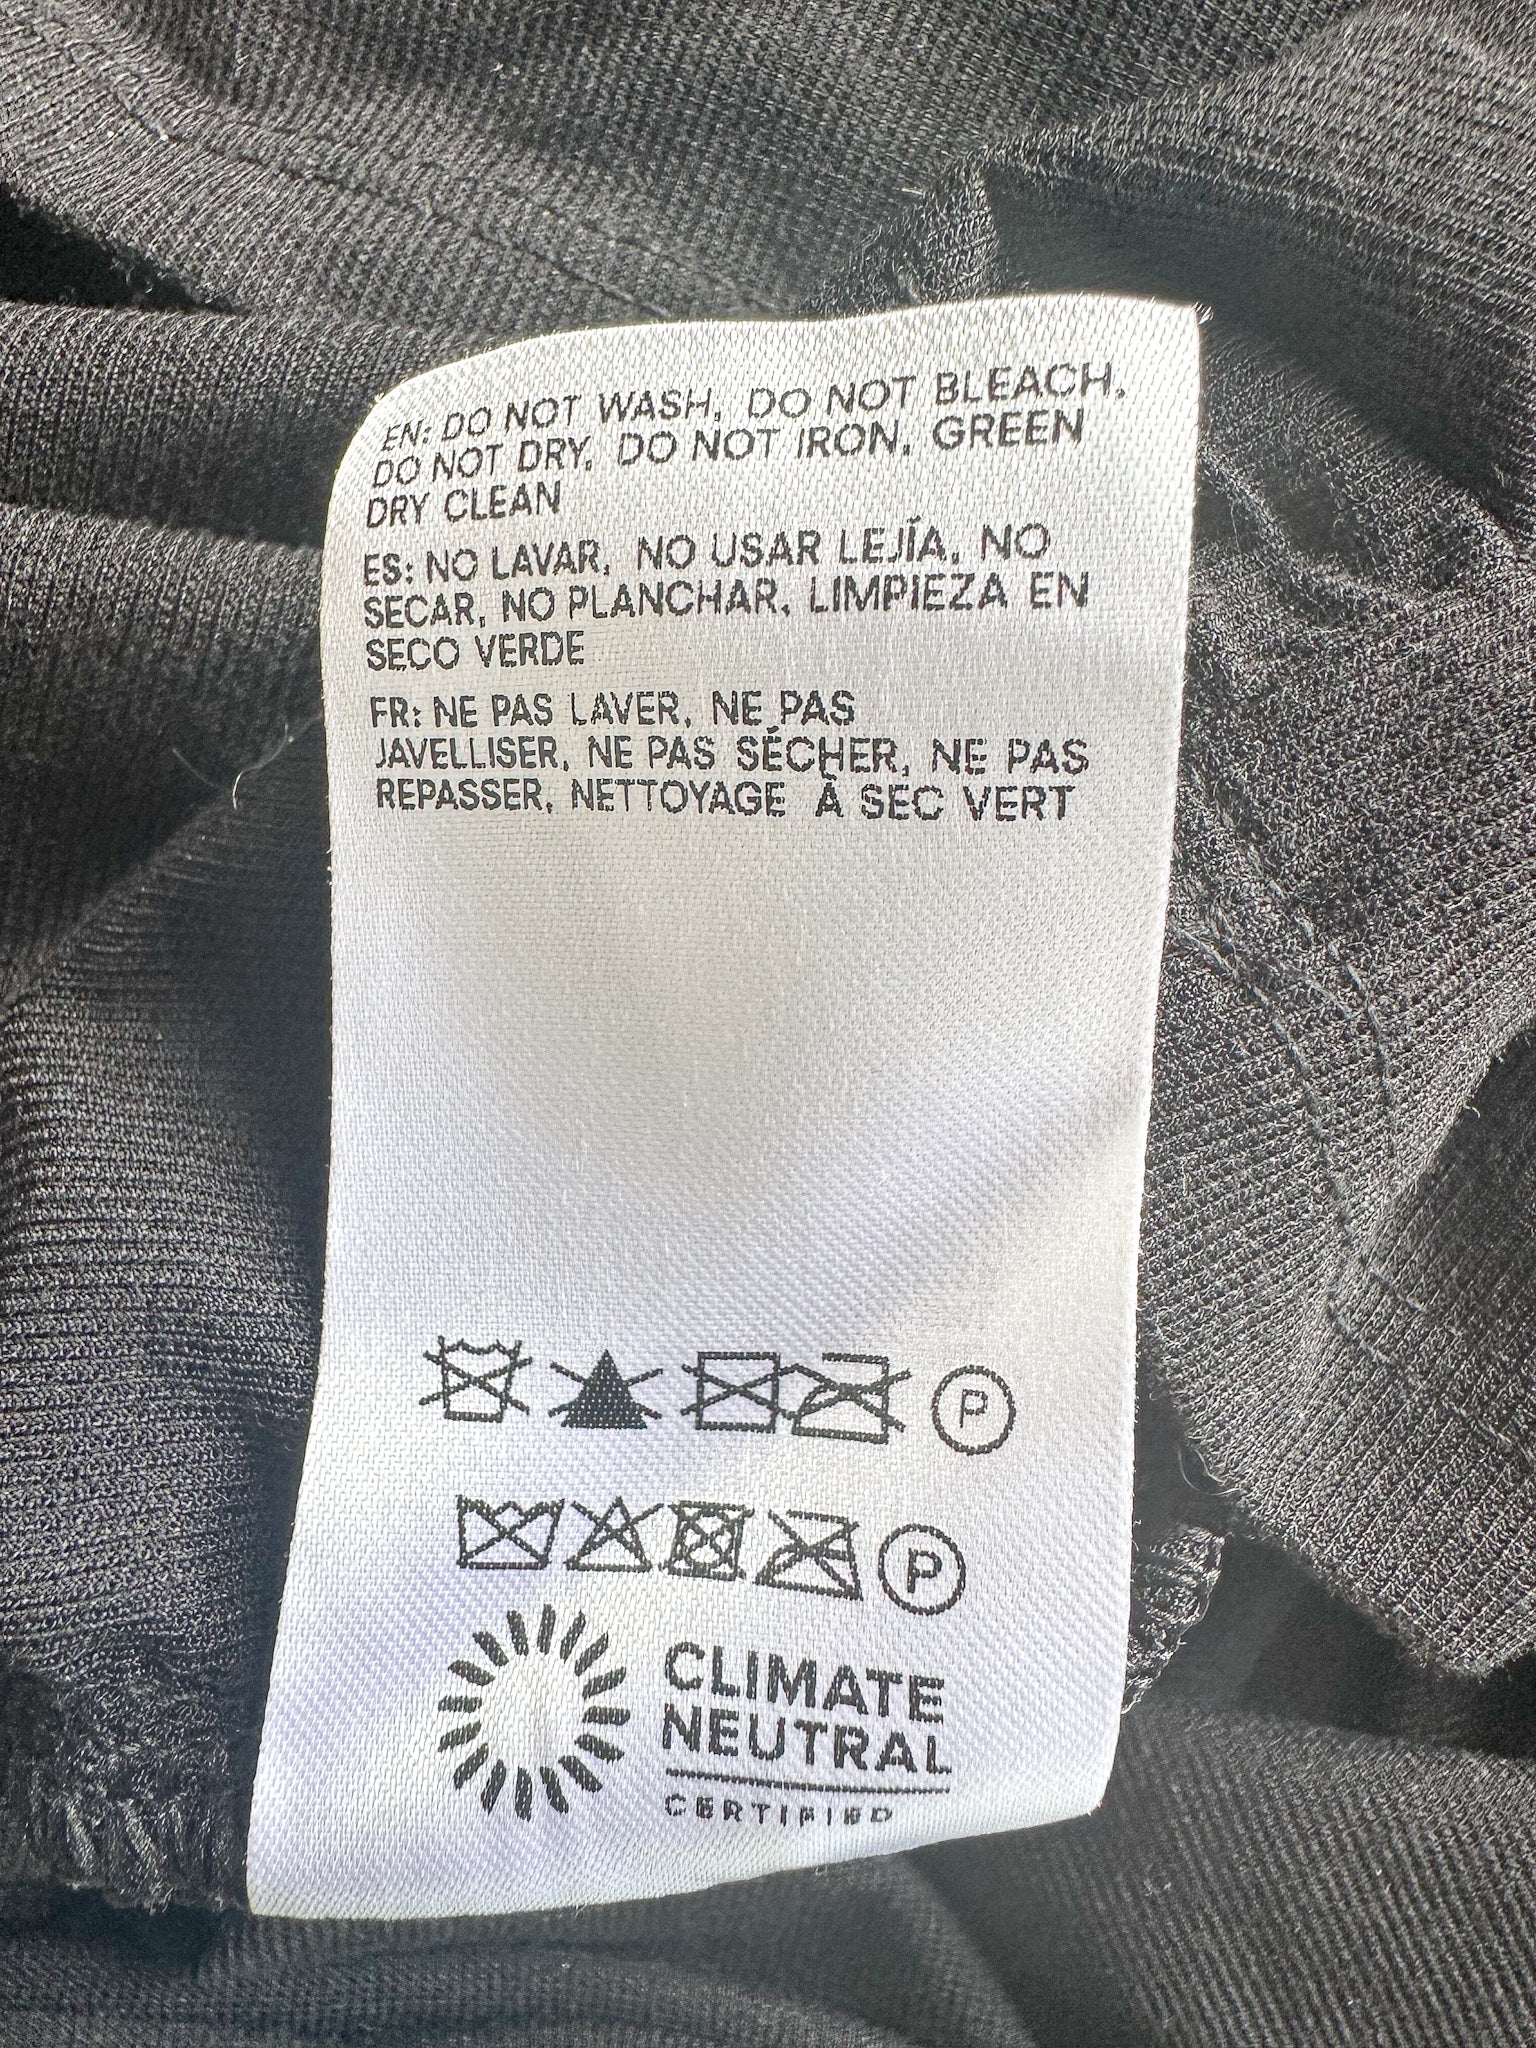 EN: DO NOT WASH, DO NOT BLEACH,
DO NOT DRY, DO NOT IRON, GREEN
DRY CLEAN
ES: NO LAVAR, NO USAR LEJÍA, NO
SECAR, NO PLANCHAR, LIMPIEZA EN
SECO VERDE
FR: NE PAS LAVER, NE PAS
JAVELLISER, NE PAS SÉCHER, NE PAS
REPASSER, NETTOYAGE À SEC VERT
P
P
CLIMATE
NEUTRAL
CERTIFIED